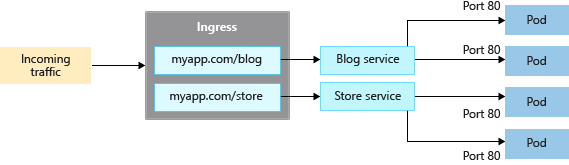 Incoming
traffic
Ingress
myapp.com/blog
myapp.com/store
Blog service
Store service
Port 80
Pod
Port 80
Pod
Pod
Port 80
Pod
Port 80